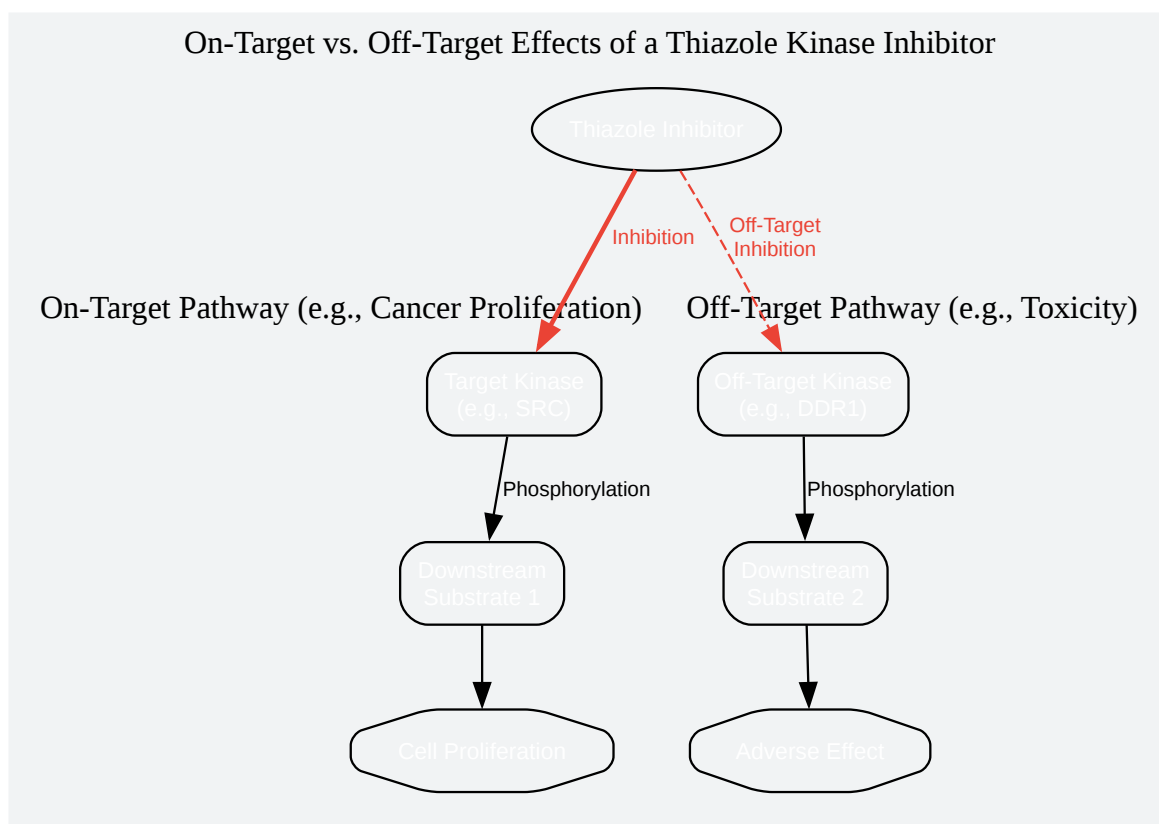 On-Target vs. Off-Target Effects of a Thiazole Kinase Inhibitor
Thiazole Inhibitor
Inhibition
Off-Target
Inhibition
On-Target Pathway (e.g., Cancer Proliferation)
Off-Target Pathway (e.g., Toxicity)
Target Kinase
(e.g., SRC)
Off-Target Kinase
(e.g., DDR1)
Phosphorylation
Phosphorylation
Downstream
Substrate 1
Downstream
Substrate 2
Cell Proliferation
Adverse Effect